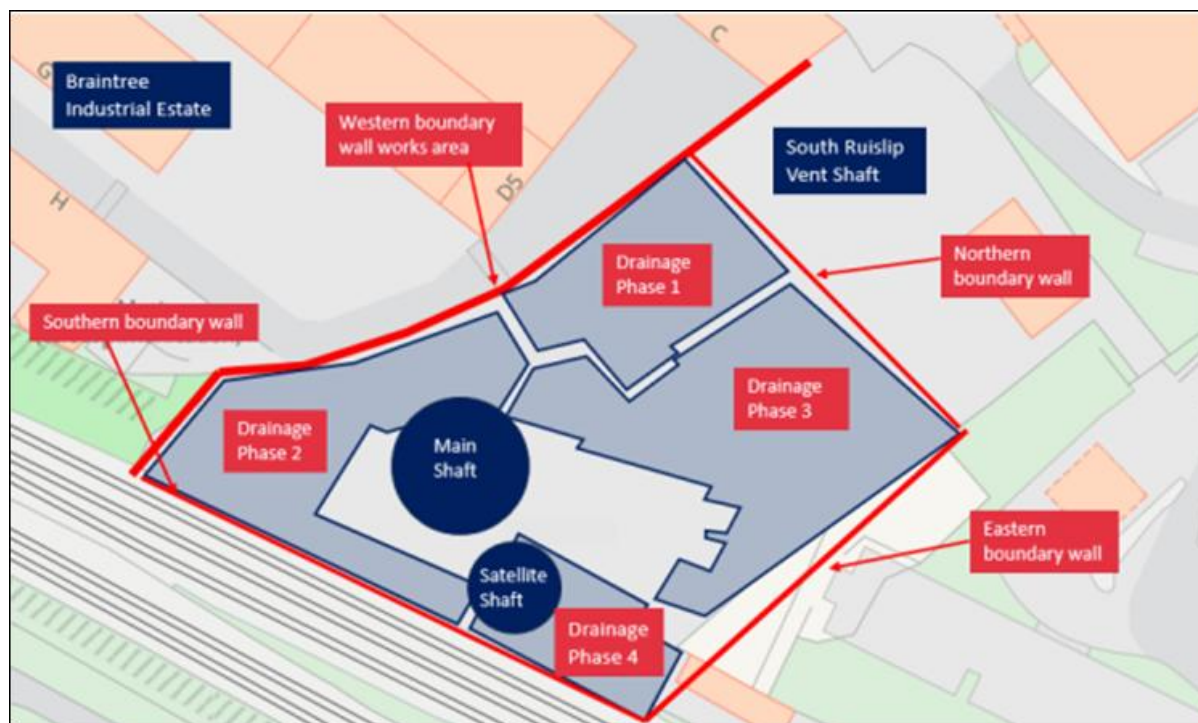 C
G
Braintree
Industrial Estate
Western boundary
wall works area
South Ruislip
Vent Shaft
D5
H
Drainage
Phase 1
Northern
boundary wall
Southern boundary wall
Drainage
Phase 3
Drainage
Phase 2
Main
Shaft
Eastern
boundary wall
Satellite
Shaft
Drainage
Phase 4